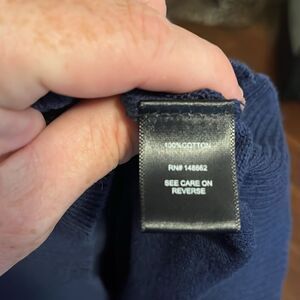 100% COTTON
RN# 148662
SEE CARE ON
REVERSE